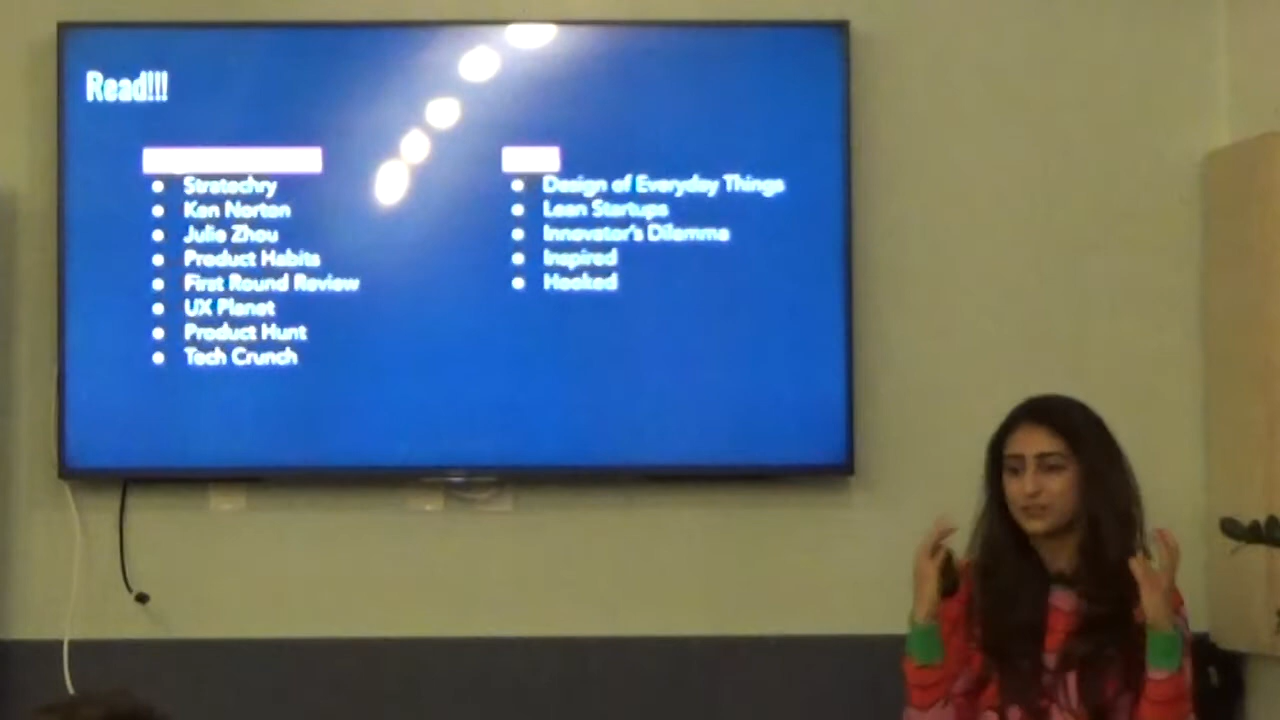 Read!!!
Stratechry
Ken Norton
Julie Zhou
Product Habits
First Round Review
UX Planet
Product Hunt
Tech Crunch
Design of Everyday Things
Lean Startups
Innovator's Dilemma
Inspired
Hooked